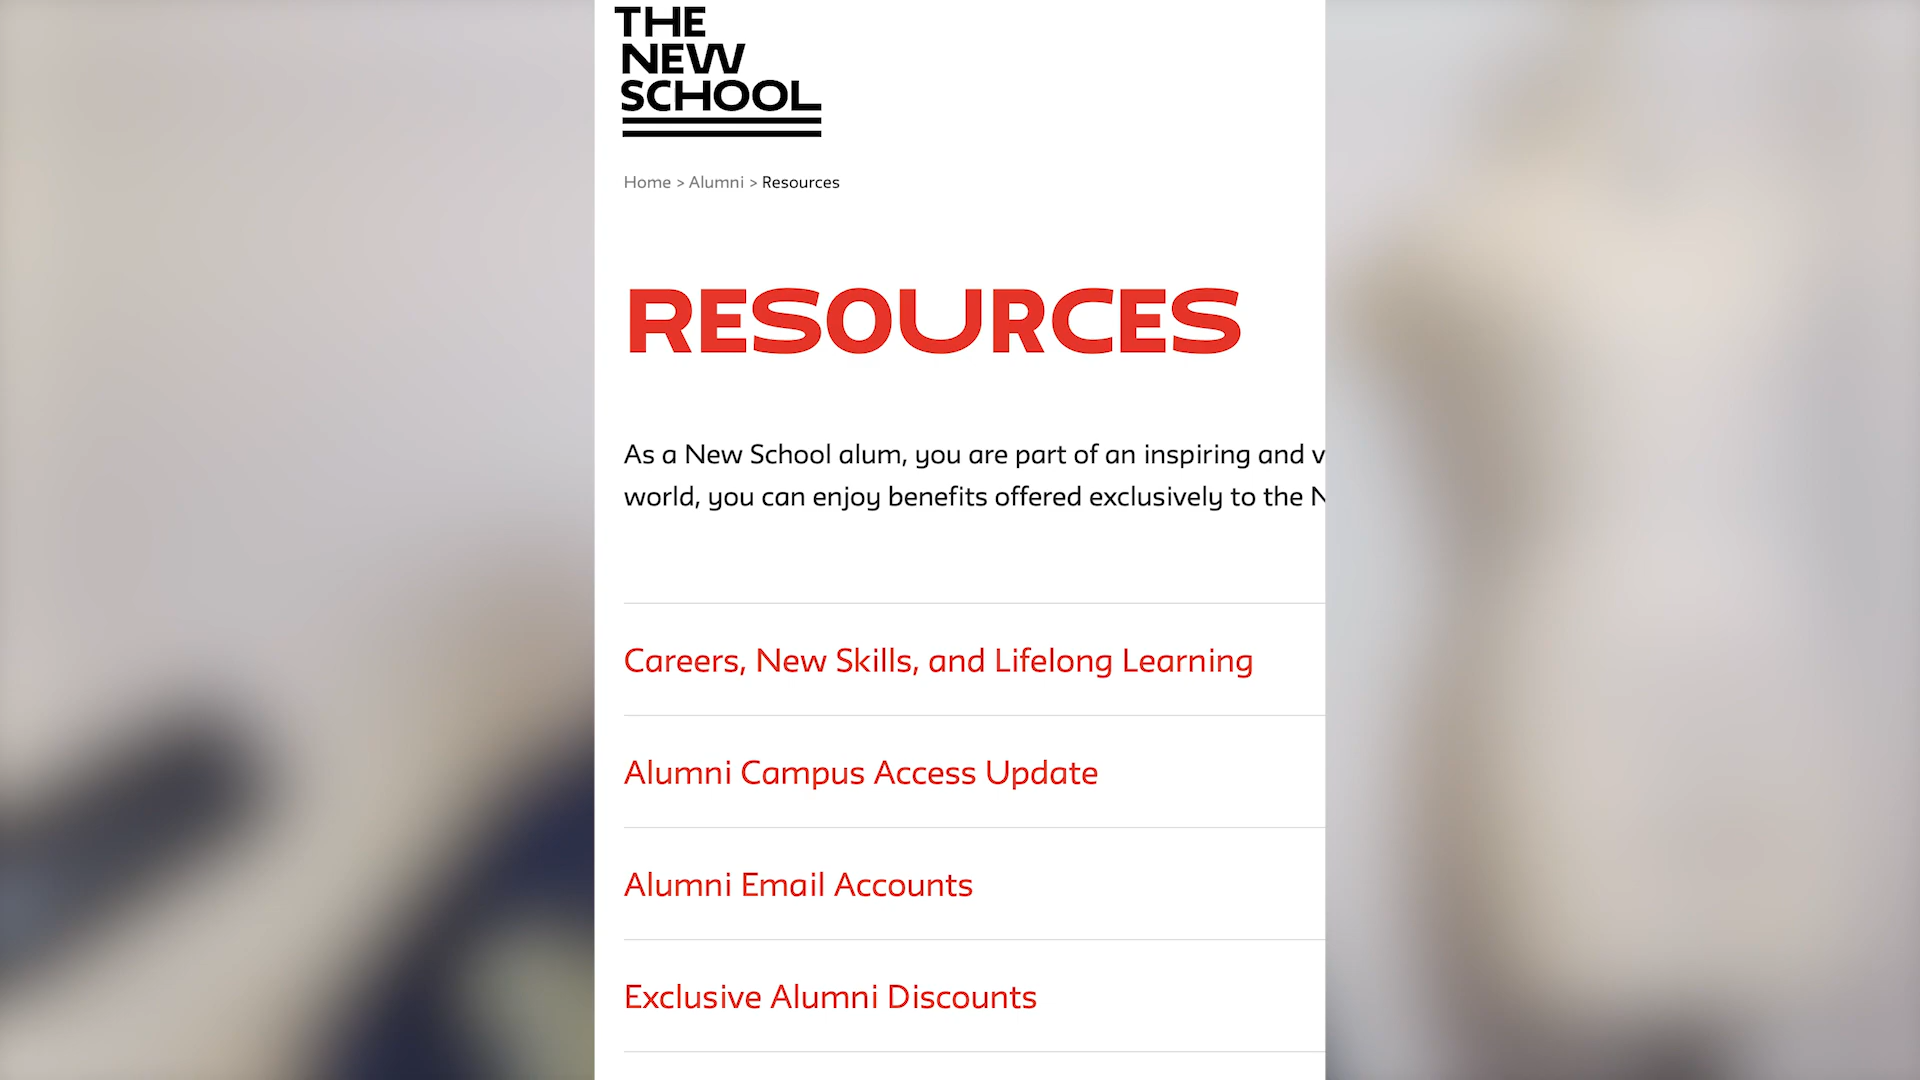 THE
NEW
SCHOOL
Home > Alumni > Resources
RESOURCES
As a New School alum, you are part of an inspiring and
world, you can enjoy benefits offered exclusively to the
Careers, New Skills, and Lifelong Learning
Alumni Campus Access Update
Alumni Email Accounts
Exclusive Alumni Discounts